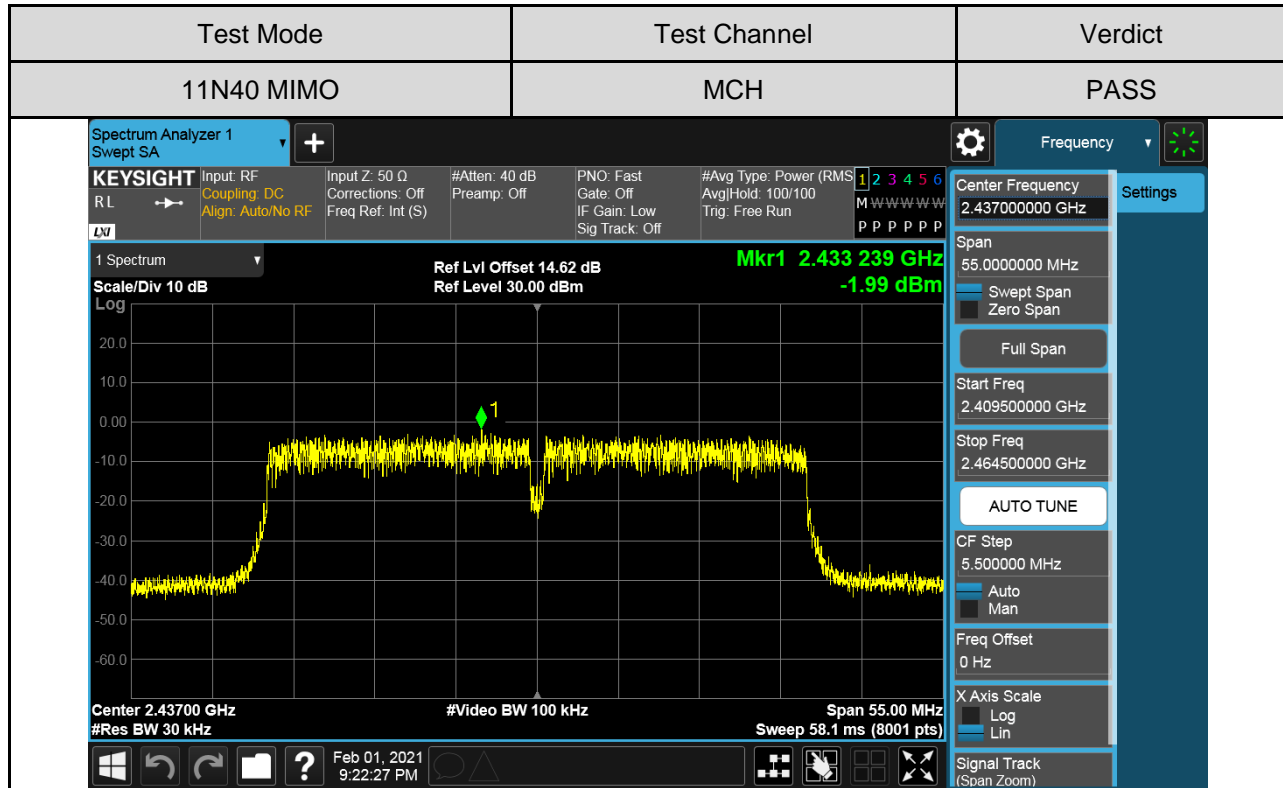 Test Mode
Test Channel
Verdict
11N40 MIMO
MCH
PASS
Spectrum Analyzer 1
Swept SA
+
Frequency
KEYSIGHT
RL
LXI
Input: RF
Coupling: DC
Align: Auto/No RF
Input Z: 50 Ω
Corrections: Off
Freq Ref: Int (S)
#Atten: 40 dB
Preamp: Off
PNO: Fast
Gate: Off
IF Gain: Low
Sig Track: Off
#Avg Type: Power (RMS
Avg|Hold: 100/100
Trig: Free Run
1 2 3 4 5 6
M W W W W W
P P P P P P
1 Spectrum
Scale/Div 10 dB
Log
Ref Lvl Offset 14.62 dB
Ref Level 30.00 dBm
Mkr1 2.433 239 GHz
-1.99 dBm
20.0
10.0
0.00
-10.0
-20.0
-30.0
-40.0
-50.0
-60.0
1
Center 2.43700 GHz
#Res BW 30 kHz
#Video BW 100 kHz
Span 55.00 MHz
Sweep 58.1 ms (8001 pts)
Center Frequency
2.437000000 GHz
Settings
Span
55.0000000 MHz
Swept Span
Zero Span
Full Span
Start Freq
2.409500000 GHz
Stop Freq
2.464500000 GHz
AUTO TUNE
CF Step
5.500000 MHz
Auto
Man
Freq Offset
0 Hz
X Axis Scale
Log
Lin
Signal Track
(Span Zoom)
?
Feb 01, 2021
9:22:27 PM